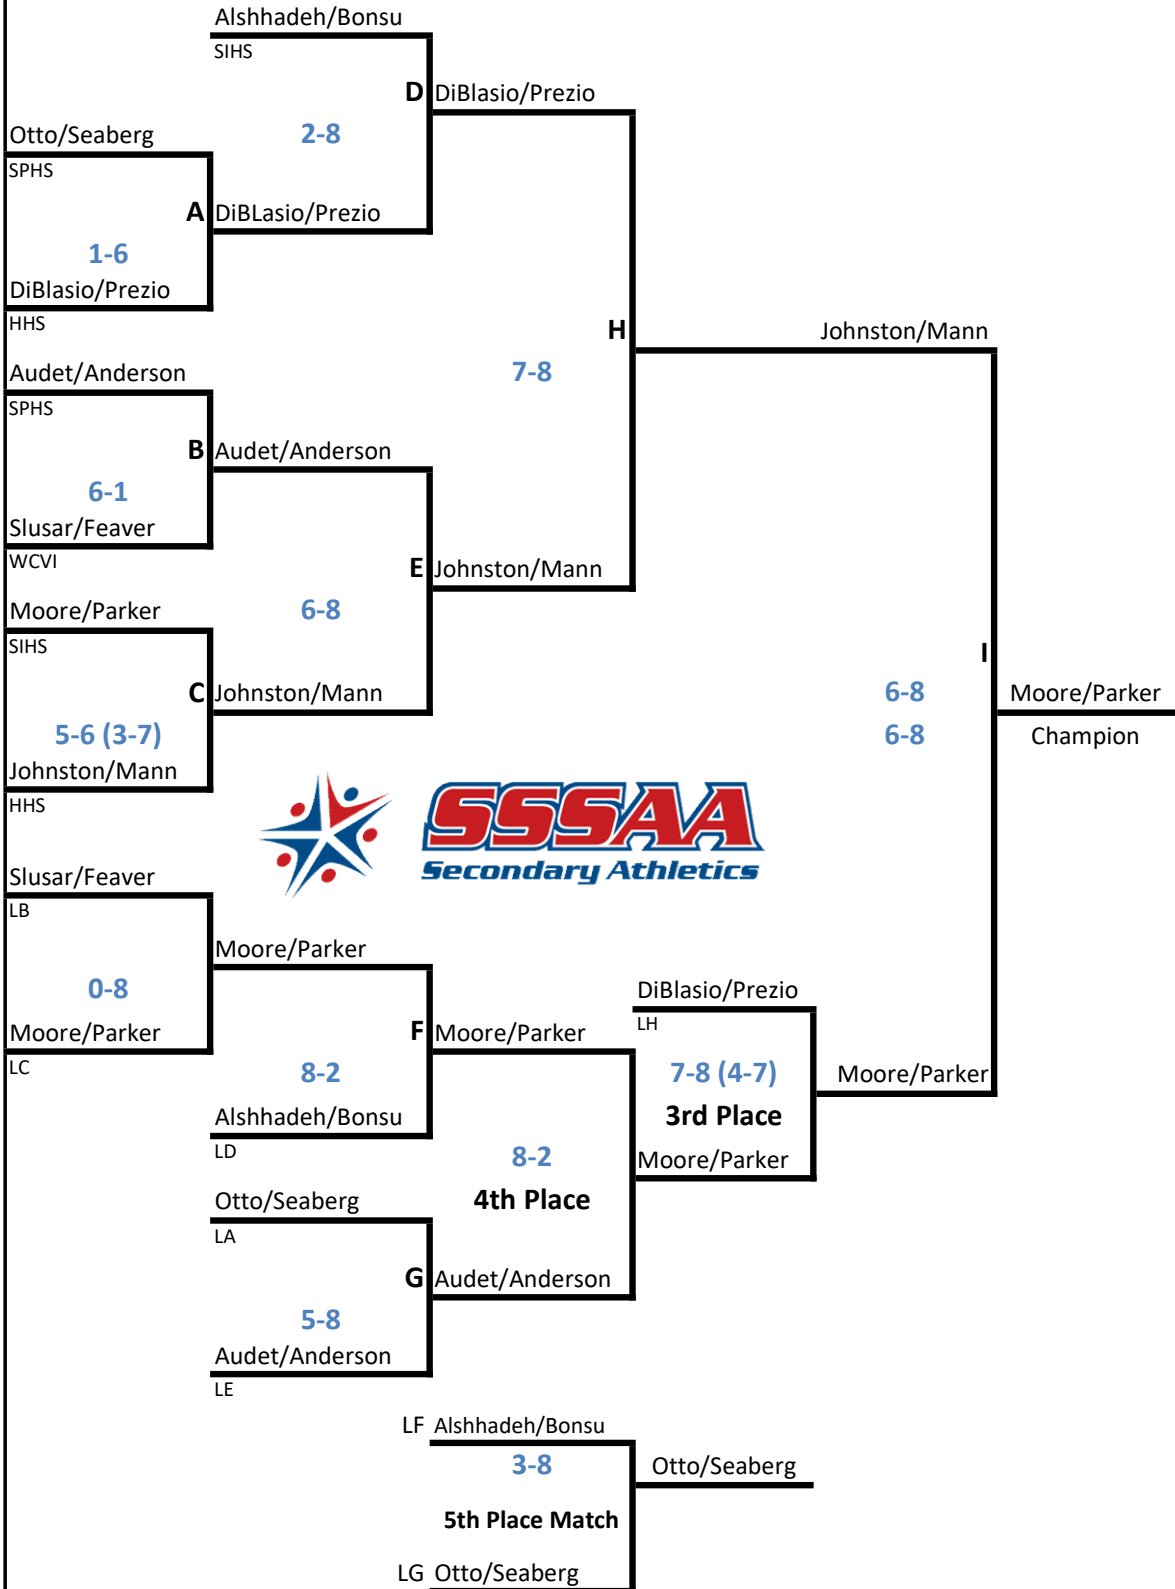 Alshhadeh/Bonsu
SIHS
D DiBlasio/Prezio
2-8
Otto/Seaberg
SPHS
A DiBLasio/Prezio
1-6
DiBlasio/Prezio
HHS
H Johnston/Mann
7-8
Audet/Anderson
SPHS
B Audet/Anderson
6-1
Slusar/Feaver
WCVI
E Johnston/Mann
6-8
Moore/Parker
SIHS
C Johnston/Mann
5-6 (3-7)
Johnston/Mann
HHS
I
6-8 Moore/Parker
6-8 Champion
SSSAA
Secondary Athletics
Slusar/Feaver
LB
Moore/Parker
0-8
Moore/Parker
LC
F Moore/Parker
8-2
Alshhadeh/Bonsu
LD
DiBlasio/Prezio
LH
7-8 (4-7) Moore/Parker
3rd Place
Moore/Parker
8-2
4th Place
Otto/Seaberg
LA
G Audet/Anderson
5-8
Audet/Anderson
LE
LF Alshhadeh/Bonsu
3-8 Otto/Seaberg
5th Place Match
LG Otto/Seaberg